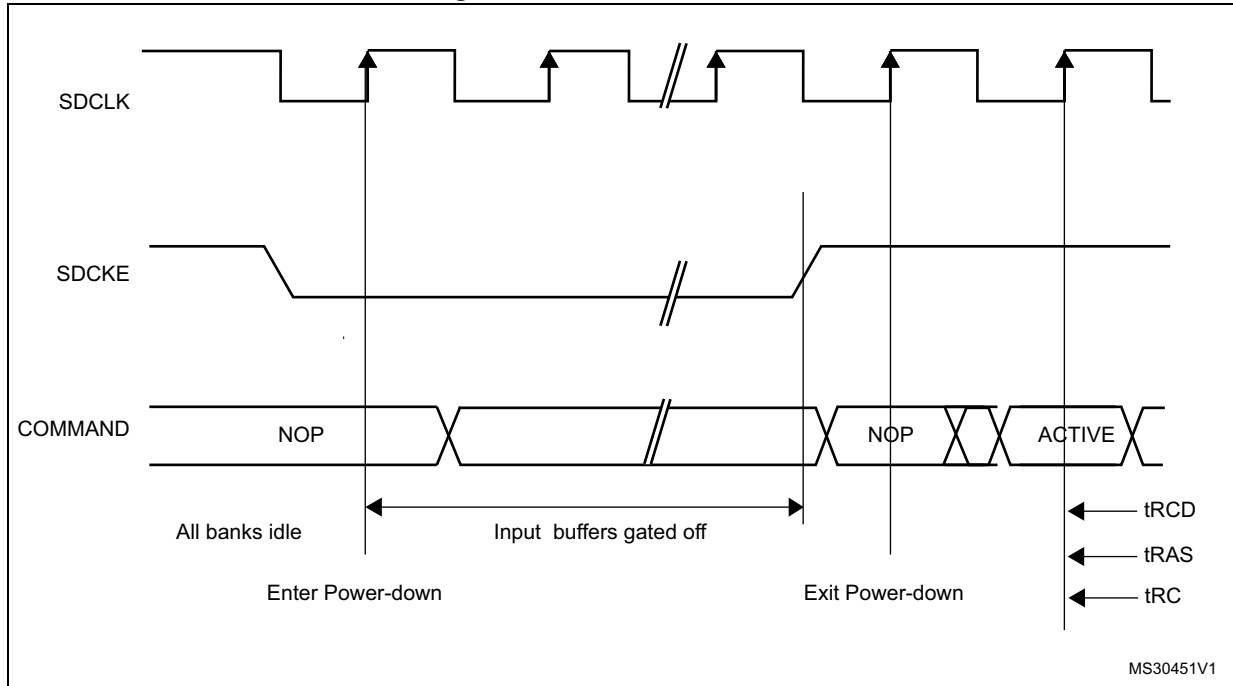 SDCLK
SDCKE
COMMAND
NOP
NOP
ACTIVE
All banks idle
Input buffers gated off
tRCD
tRAS
tRC
Enter Power-down
Exit Power-down
MS30451V1